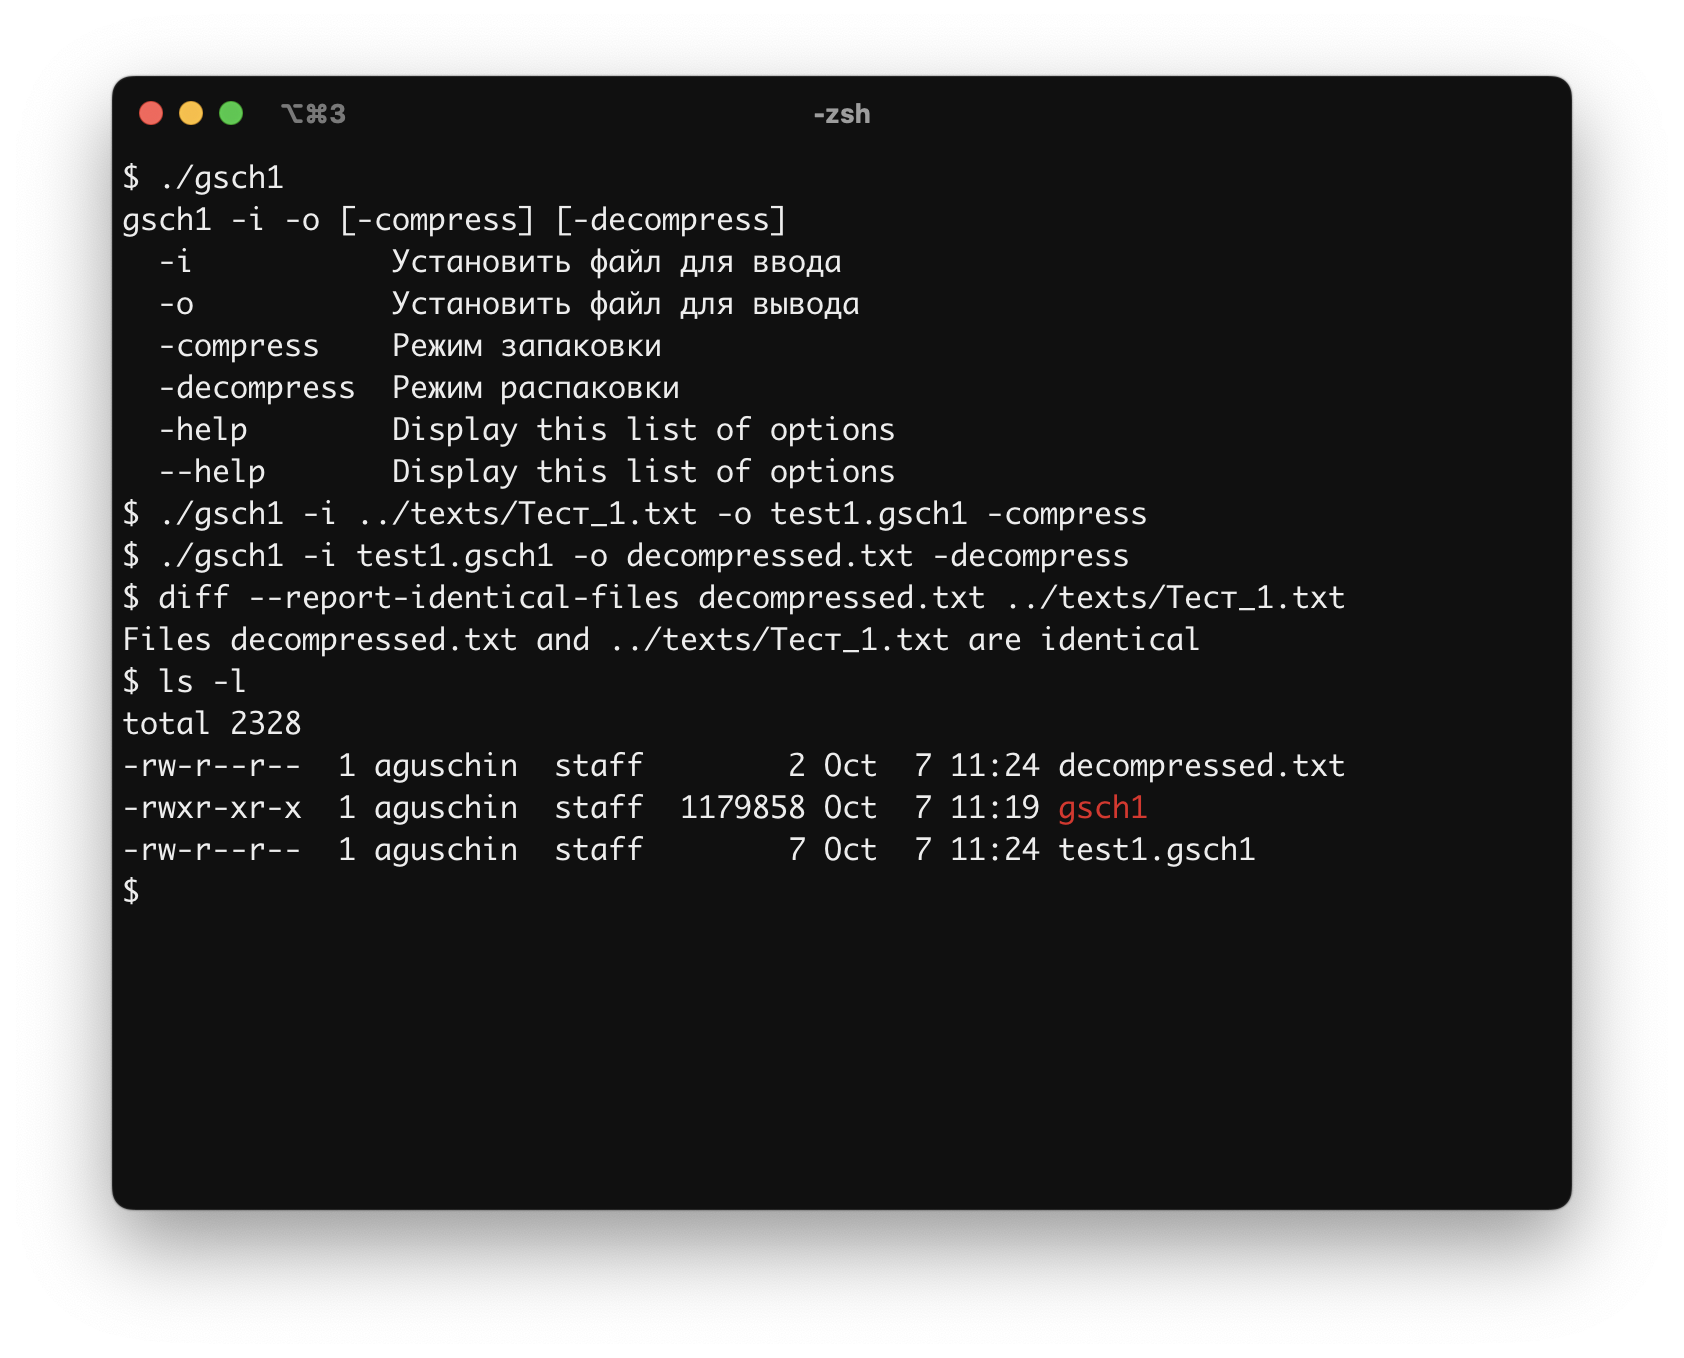 ⌥⌘3 -zsh
$ ./gsch1
gsch1 -i -o [-compress] [-decompress]
  -i           Установить файл для ввода
  -o           Установить файл для вывода
  -compress    Режим запаковки
  -decompress  Режим распаковки
  -help        Display this list of options
  --help       Display this list of options
$ ./gsch1 -i ../texts/Тест_1.txt -o test1.gsch1 -compress
$ ./gsch1 -i test1.gsch1 -o decompressed.txt -decompress
$ diff --report-identical-files decompressed.txt ../texts/Тест_1.txt
Files decompressed.txt and ../texts/Тест_1.txt are identical
$ ls -l
total 2328
-rw-r--r--  1 aguschin  staff        2 Oct  7 11:24 decompressed.txt
-rwxr-xr-x  1 aguschin  staff  1179858 Oct  7 11:19 gsch1
-rw-r--r--  1 aguschin  staff        7 Oct  7 11:24 test1.gsch1
$